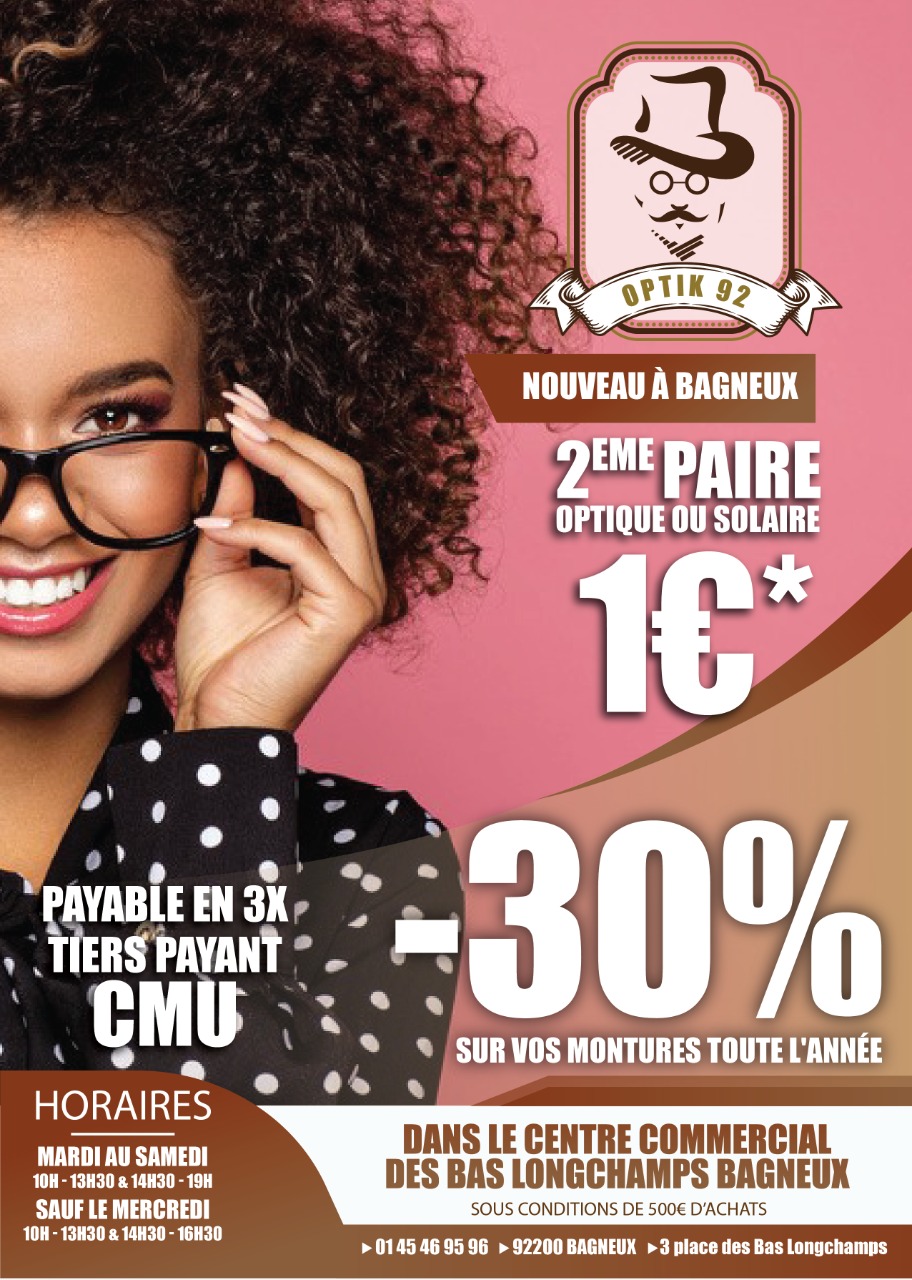 OPTIK 92
NOUVEAU À BAGNEUX
2EME PAIRE
OPTIQUE OU SOLAIRE
1€*
-30%
SUR VOS MONTURES TOUTE L'ANNÉE
PAYABLE EN 3X
TIERS PAYANT
CMU
HORAIRES
MARDI AU SAMEDI
10H - 13H30 & 14H30 - 19H
SAUF LE MERCREDI
10H - 13H30 & 14H30 - 16H30
DANS LE CENTRE COMMERCIAL
DES BAS LONGCHAMPS BAGNEUX
SOUS CONDITIONS DE 500€ D'ACHATS
▸01 45 46 95 96 ▸92200 BAGNEUX ▸3 place des Bas Longchamps